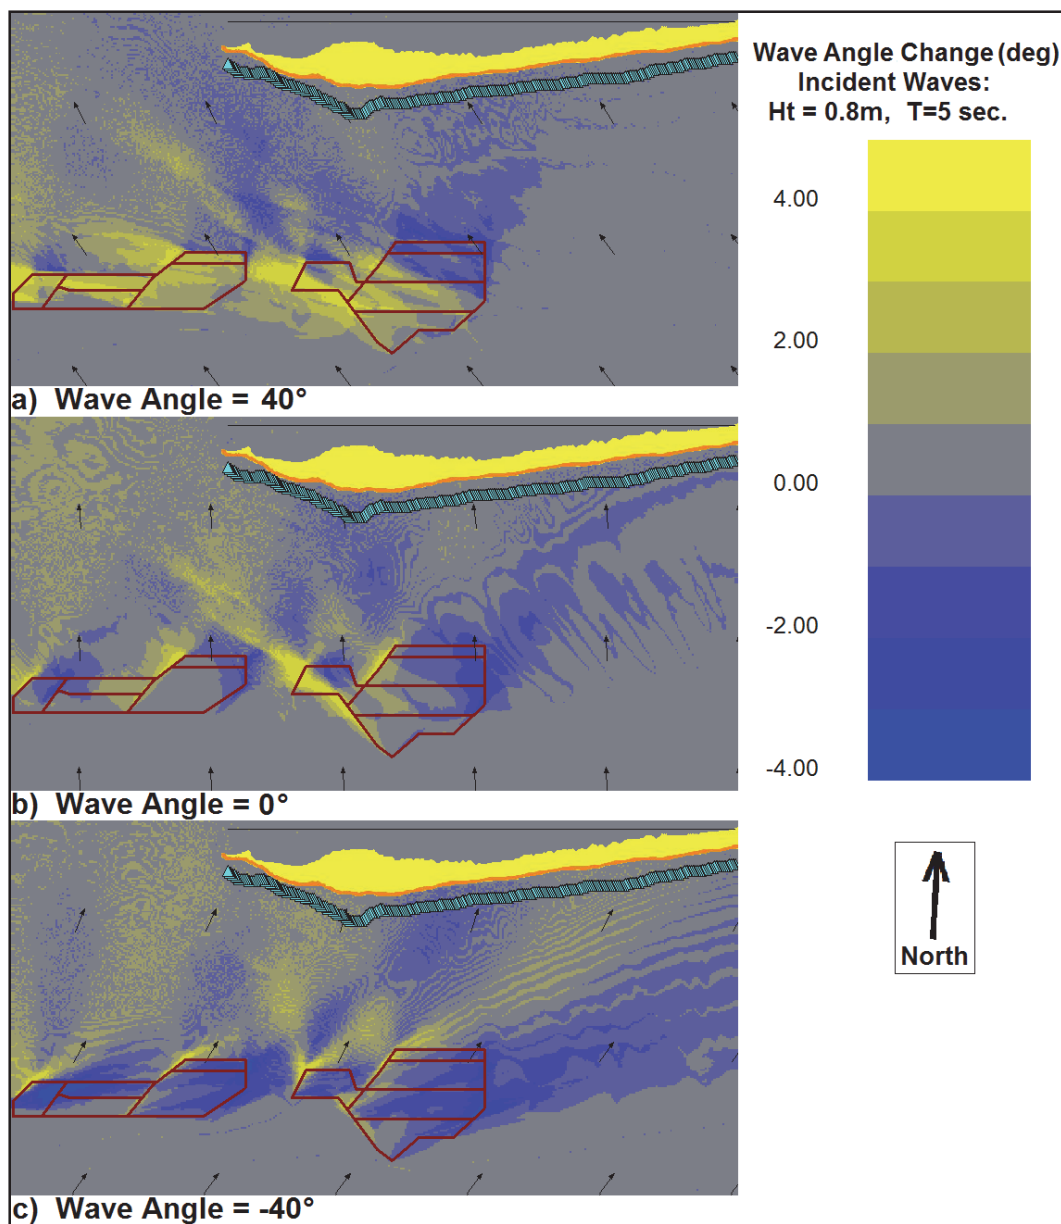 Wave Angle Change (deg)
Incident Waves:
Ht = 0.8m, T=5 sec.
4.00
2.00
0.00
-2.00
-4.00
North
a) Wave Angle = 40°
b) Wave Angle = 0°
c) Wave Angle = -40°